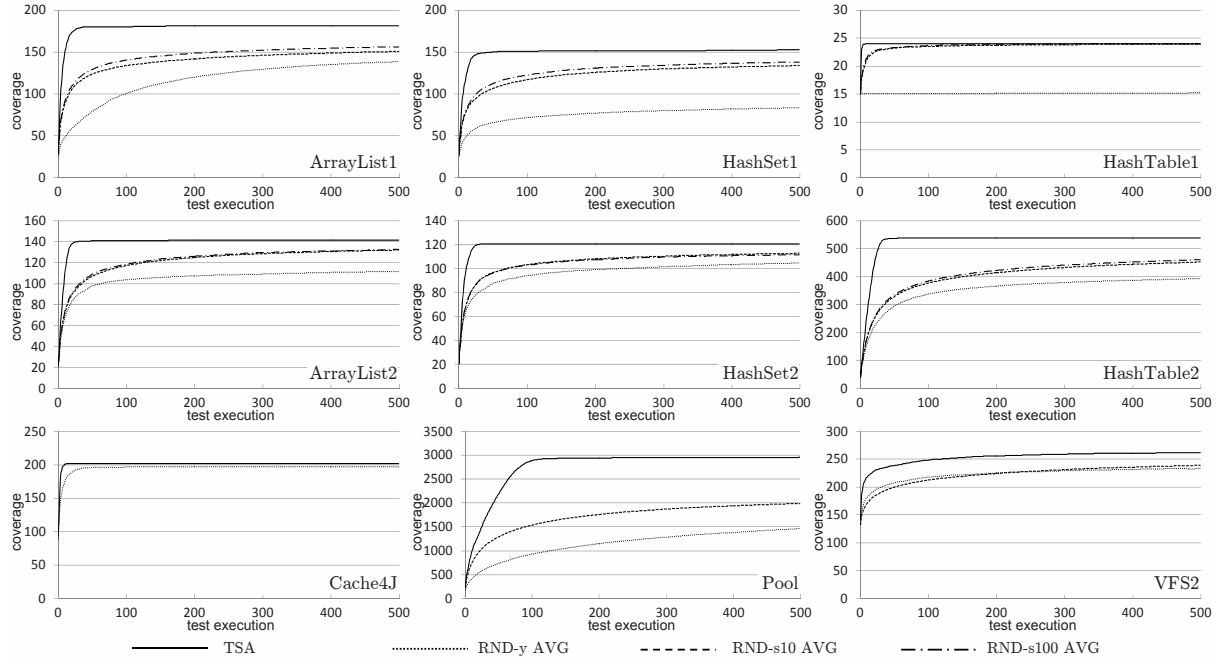 200
150
100
50
0
coverage
0 100 200 300 400 500
test execution
ArrayList1
200
150
100
50
0
coverage
0 100 200 300 400 500
test execution
HashSet1
30
25
20
15
10
5
0
coverage
0 100 200 300 400 500
test execution
HashTable1
160
140
120
100
80
60
40
20
0
coverage
0 100 200 300 400 500
test execution
ArrayList2
140
120
100
80
60
40
20
0
coverage
0 100 200 300 400 500
test execution
HashSet2
600
500
400
300
200
100
0
coverage
0 100 200 300 400 500
test execution
HashTable2
250
200
150
100
50
0
coverage
0 100 200 300 400 500
test execution
Cache4J
3500
3000
2500
2000
1500
1000
500
0
coverage
0 100 200 300 400 500
test execution
Pool
300
250
200
150
100
50
0
coverage
0 100 200 300 400 500
test execution
VFS2
TSA RND-y AVG RND-s10 AVG RND-s100 AVG